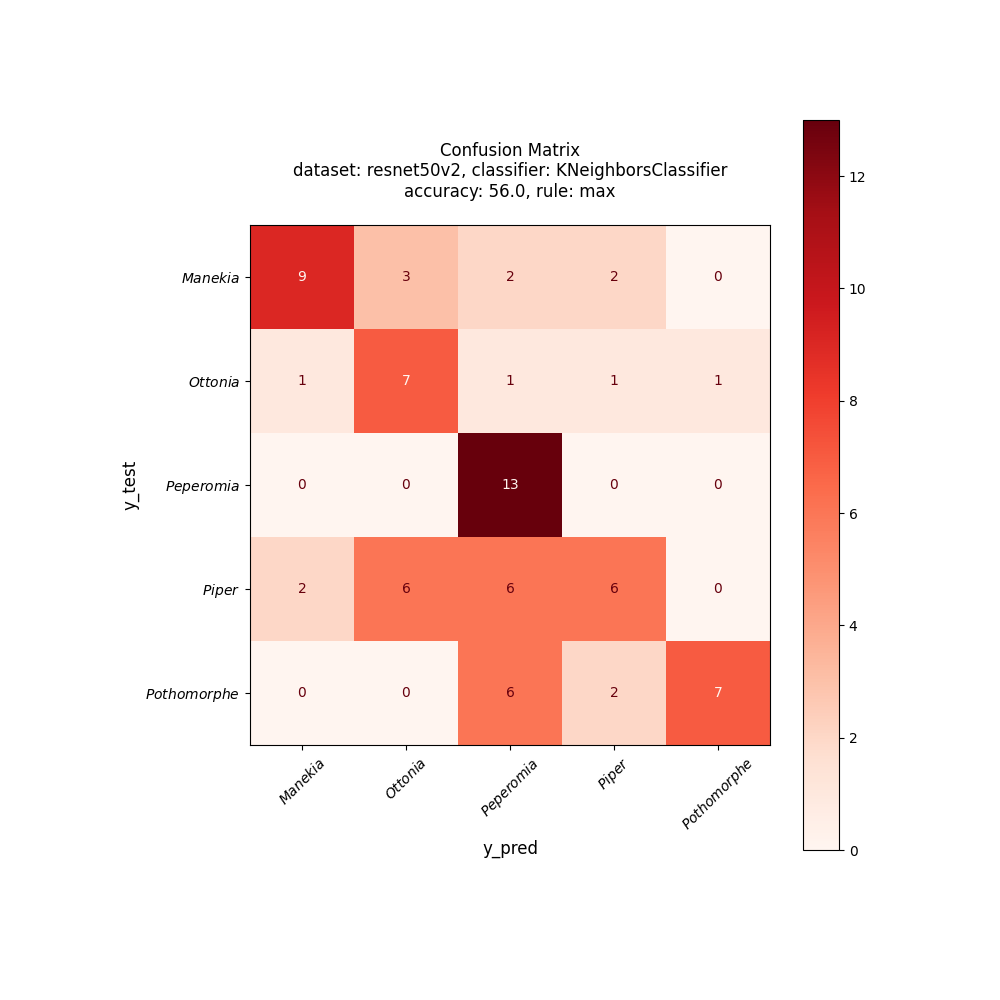 Confusion Matrix
dataset: resnet50v2, classifier: KNeighborsClassifier
accuracy: 56.0, rule: max
y_test
Manekia 9 3 2 2 0
Ottonia 1 7 1 1 1
Peperomia 0 0 13 0 0
Piper 2 6 6 6 0
Pothomorphe 0 0 6 2 7
Manekia Ottonia Peperomia Piper Pothomorphe
y_pred
12
10
8
6
4
2
0